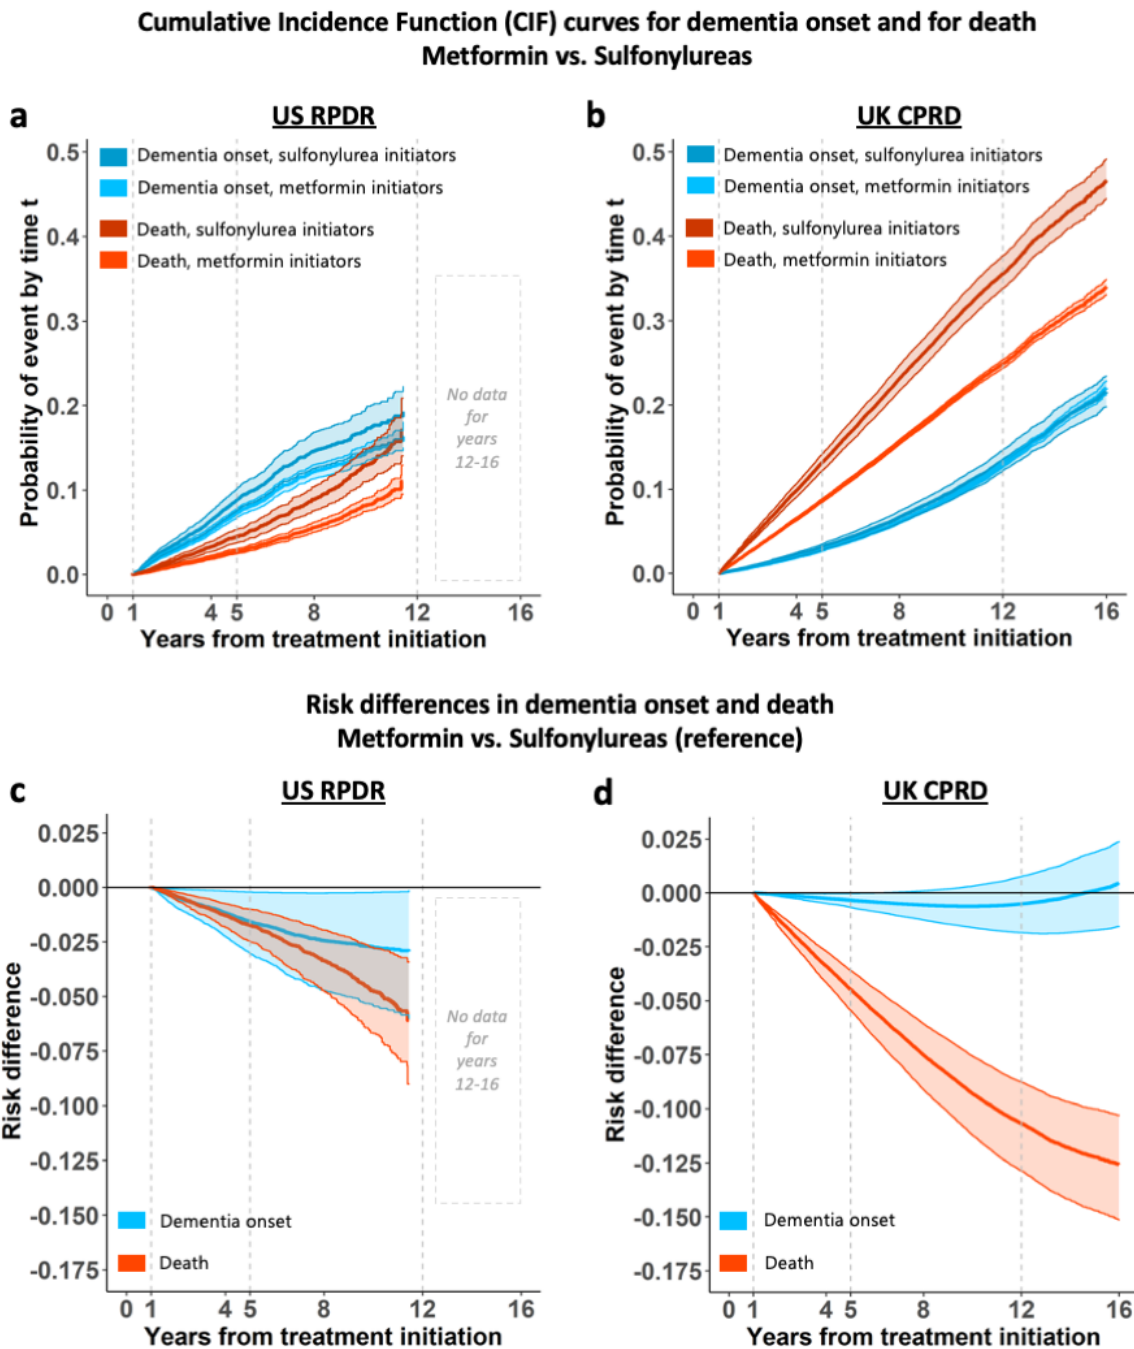 Cumulative Incidence Function (CIF) curves for dementia onset and for death
Metformin vs. Sulfonylureas
a
US RPDR
Probability of event by time t
0.5
0.4
0.3
0.2
0.1
0.0
Dementia onset, sulfonylurea initiators
Dementia onset, metformin initiators
Death, sulfonylurea initiators
Death, metformin initiators
No data
for
years
12-16
0 1 4 5 8 12 16
Years from treatment initiation
b
UK CPRD
Probability of event by time t
0.5
0.4
0.3
0.2
0.1
0.0
Dementia onset, sulfonylurea initiators
Dementia onset, metformin initiators
Death, sulfonylurea initiators
Death, metformin initiators
0 1 4 5 8 12 16
Years from treatment initiation
Risk differences in dementia onset and death
Metformin vs. Sulfonylureas (reference)
c
US RPDR
Risk difference
0.025
0.000
-0.025
-0.050
-0.075
-0.100
-0.125
-0.150
-0.175
No data
for
years
12-16
Dementia onset
Death
0 1 4 5 8 12 16
Years from treatment initiation
d
UK CPRD
Risk difference
0.025
0.000
-0.025
-0.050
-0.075
-0.100
-0.125
-0.150
-0.175
Dementia onset
Death
0 1 4 5 8 12 16
Years from treatment initiation